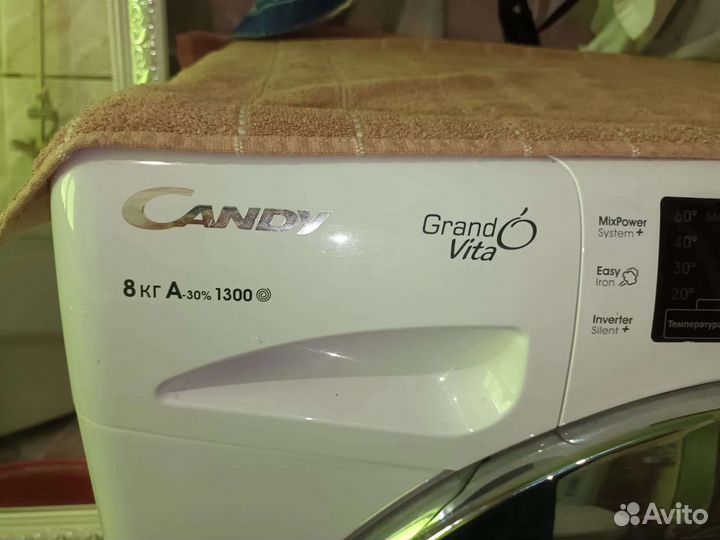 CANDY
Grand Ó
Vita
8 КГ A-30% 1300
MixPower
System+
Easy
Iron
Inverter
Silent+
60°
40°
30°
20°
Температура
Avito